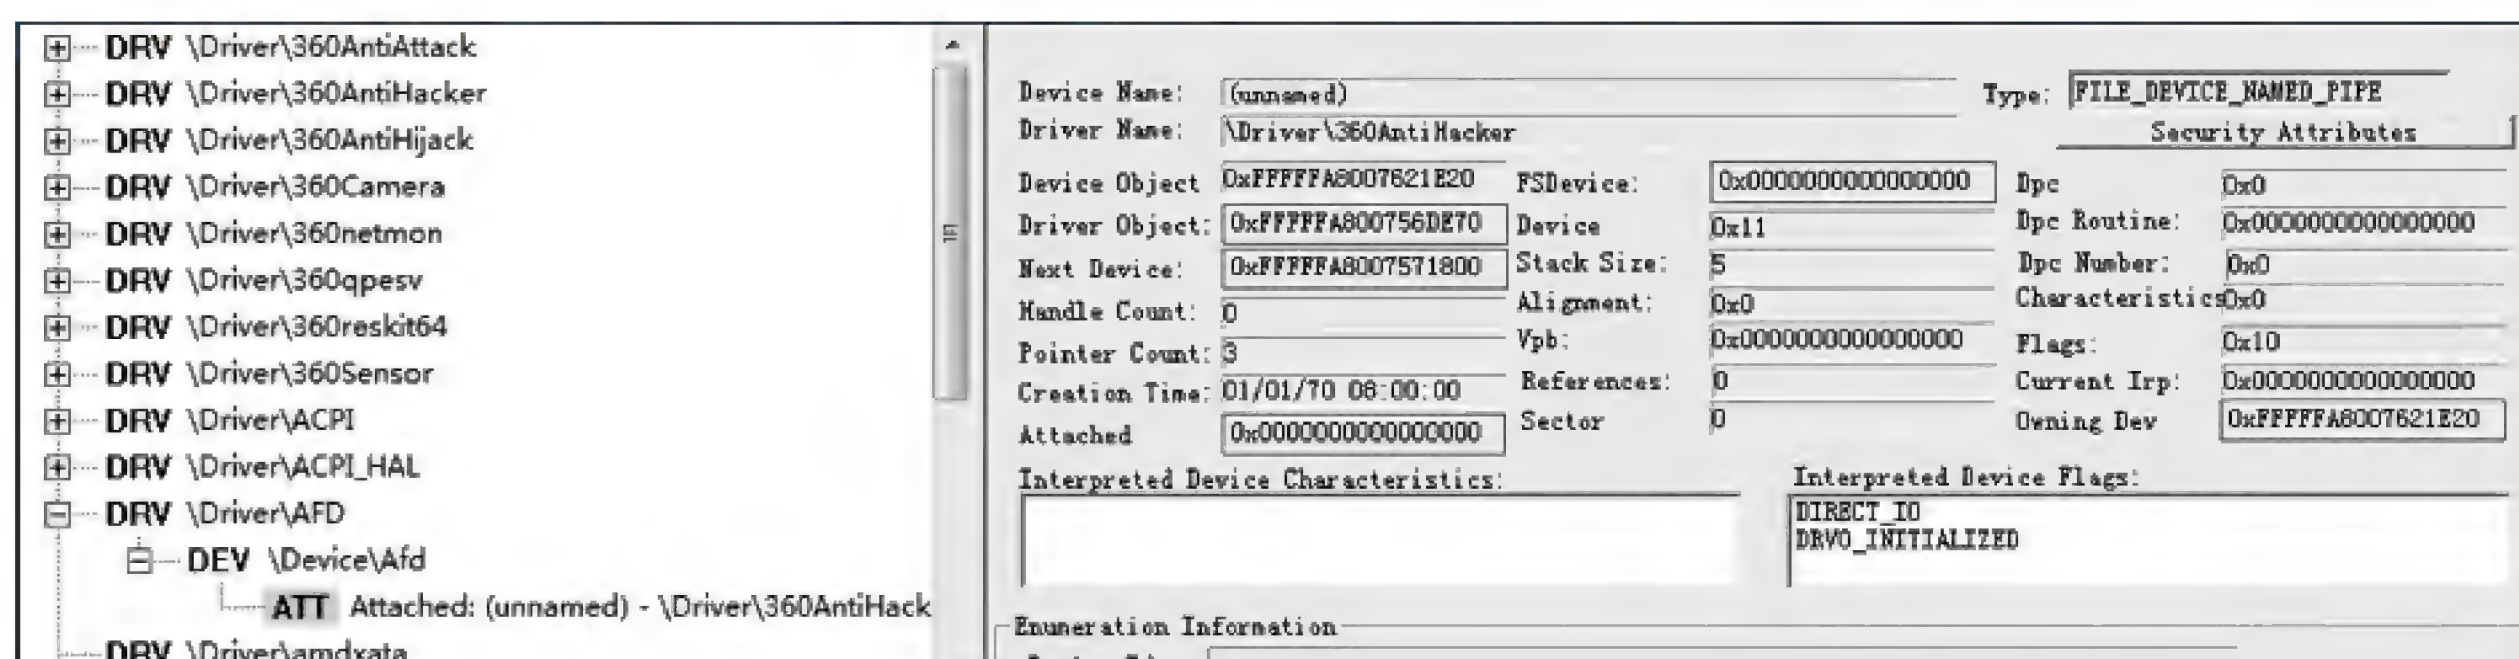 DRV \Driver\360AntiAttack
DRV \Driver\360AntiHacker
DRV \Driver\360AntiHijack
DRV \Driver\360Camera
DRV \Driver\360netmon
DRV \Driver\360qpesv
DRV \Driver\360reskit64
DRV \Driver\360Sensor
DRV \Driver\ACPI
DRV \Driver\ACPI_HAL
DRV \Driver\AFD
DEV \Device\Afd
ATT Attached: (unnamed) - \Driver\360AntiHack
DRV \Driver\amdxata
Device Name: (unnamed) Type: FILE_DEVICE_NAMED_PIPE
Driver Name: \Driver\360AntiHacker Security Attributes
Device Object 0xFFFFFA8007621E20 FSDevice: 0x0000000000000000 Dpc 0x0
Driver Object: 0xFFFFFA800756DE70 Device 0x11 Dpc Routine: 0x0000000000000000
Next Device: 0xFFFFFA8007571800 Stack Size: 5 Dpc Number: 0x0
Handle Count: 0 Alignment: 0x0 Characteristics 0x0
Pointer Count: 3 Vpb: 0x0000000000000000 Flags: 0x10
Creation Time: 01/01/70 08:00:00 References: 0 Current Irp: 0x0000000000000000
Attached 0x0000000000000000 Sector 0 Owning Dev 0xFFFFFA8007621E20
Interpreted Device Characteristics: Interpreted Device Flags:
DIRECT_IO
DRVO_INITIALIZED
Enumeration Information